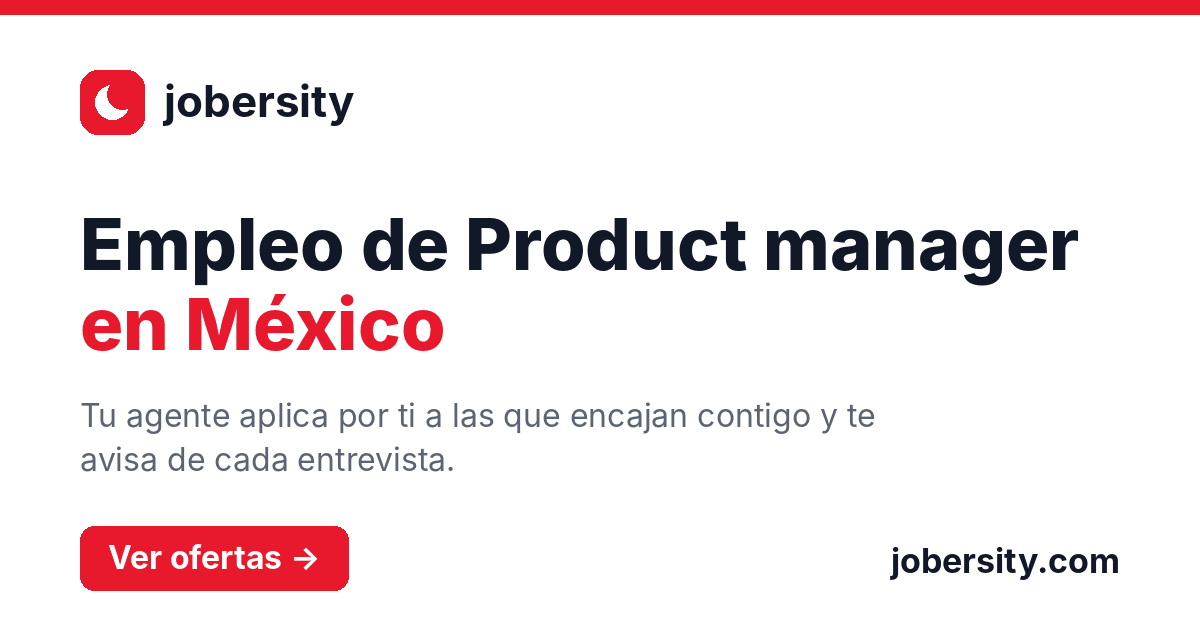 jobersity
Empleo de Product manager
en México
Tu agente aplica por ti a las que encajan contigo y te
avisa de cada entrevista.
Ver ofertas →
jobersity.com